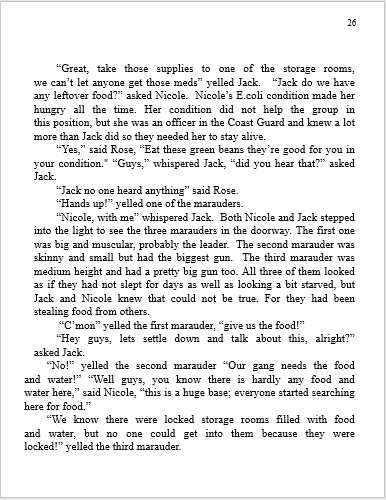 26
“Great, take those supplies to one of the storage rooms,
we can’t let anyone get those meds” yelled Jack. “Jack do we have
any leftover food?” asked Nicole. Nicole’s E.coli condition made her
hungry all the time. Her condition did not help the group in
this position, but she was an officer in the Coast Guard and knew a lot
more than Jack did so they needed her to stay alive.
“Yes,” said Rose, “Eat these green beans they’re good for you in
your condition." “Guys,” whispered Jack, “did you hear that?” asked
Jack.
“Jack no one heard anything” said Rose.
“Hands up!” yelled one of the marauders.
“Nicole, with me” whispered Jack. Both Nicole and Jack stepped
into the light to see the three marauders in the doorway. The first one
was big and muscular, probably the leader. The second marauder was
skinny and small but had the biggest gun. The third marauder was
medium height and had a pretty big gun too. All three of them looked
as if they had not slept for days as well as looking a bit starved, but
Jack and Nicole knew that could not be true. For they had been
stealing food from others.
“C’mon” yelled the first marauder, “give us the food!”
“Hey guys, lets settle down and talk about this, alright?”
asked Jack.
“No!” yelled the second marauder “Our gang needs the food
and water!” “Well guys, you know there is hardly any food and
water here,” said Nicole, “this is a huge base; everyone started searching
here for food.”
“We know there were locked storage rooms filled with food
and water, but no one could get into them because they were
locked!” yelled the third marauder.